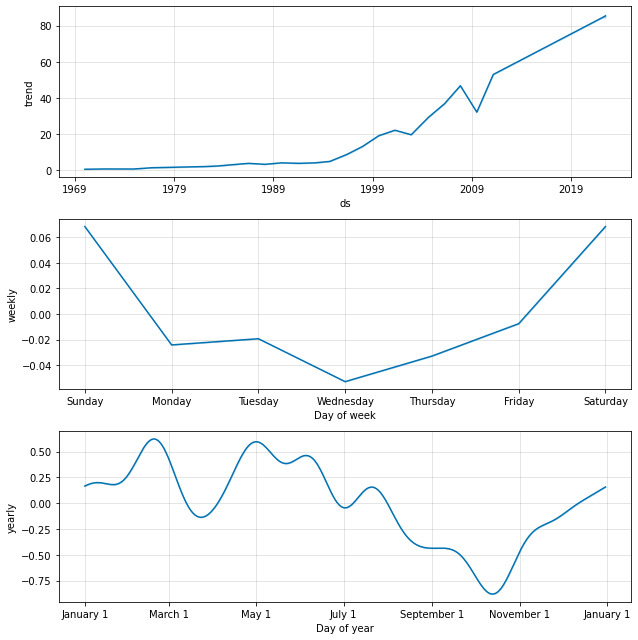 80
60
40
20
0
trend
1969 1979 1989 1999 2009 2019
ds
0.06
0.04
0.02
0.00
−0.02
−0.04
weekly
Sunday Monday Tuesday Wednesday Thursday Friday Saturday
Day of week
0.50
0.25
0.00
−0.25
−0.50
−0.75
yearly
January 1 March 1 May 1 July 1 September 1 November 1 January 1
Day of year